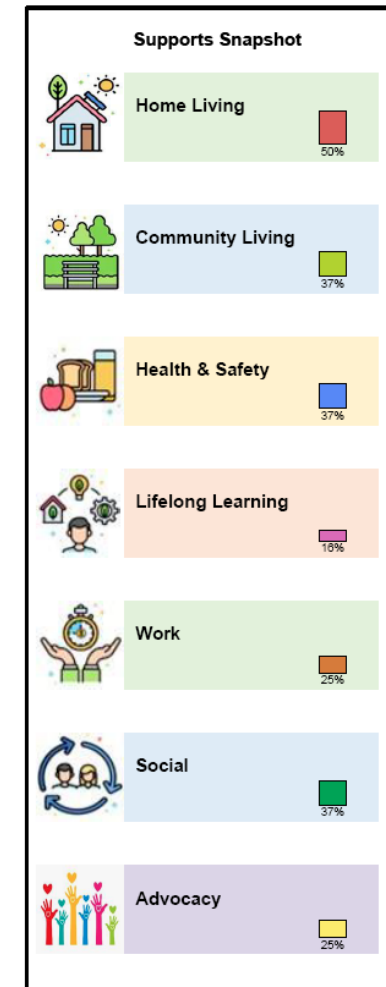 Supports Snapshot
Home Living
50%
Community Living
37%
Health & Safety
37%
Lifelong Learning
16%
Work
25%
Social
37%
Advocacy
25%